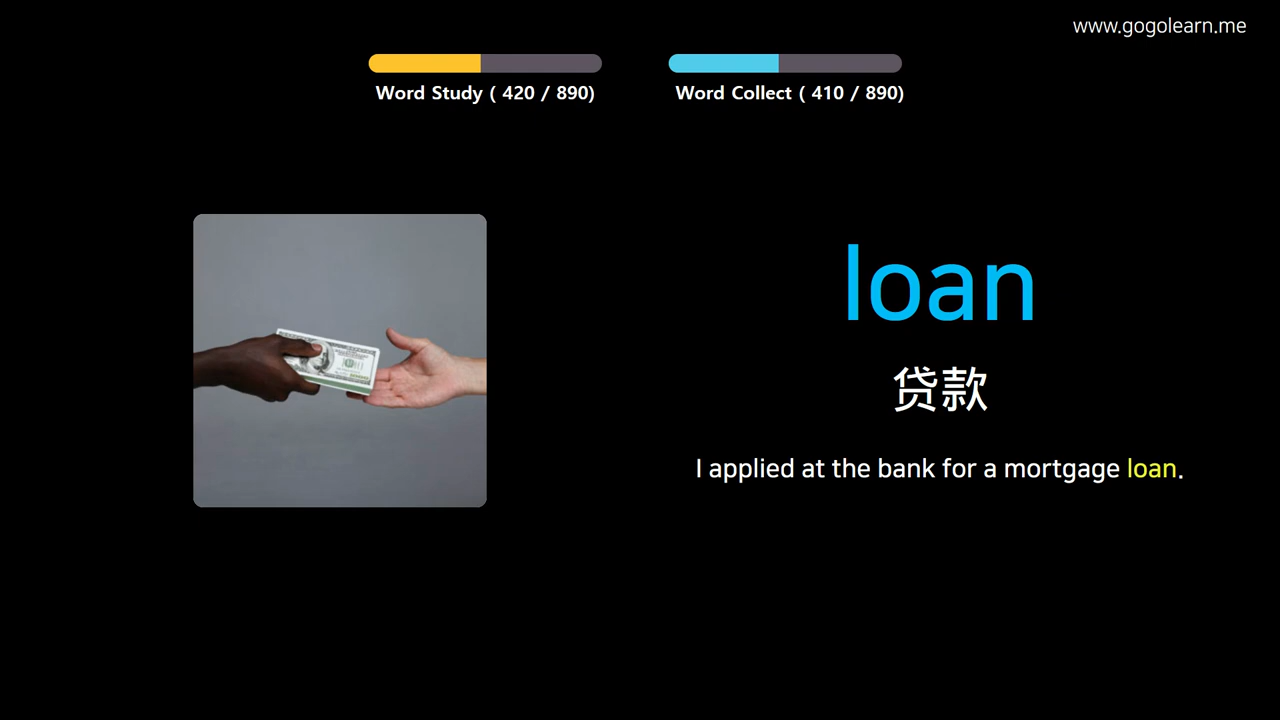 www.gogolearn.me
Word Study ( 420 / 890)
Word Collect ( 410 / 890)
loan
贷款
I applied at the bank for a mortgage loan.